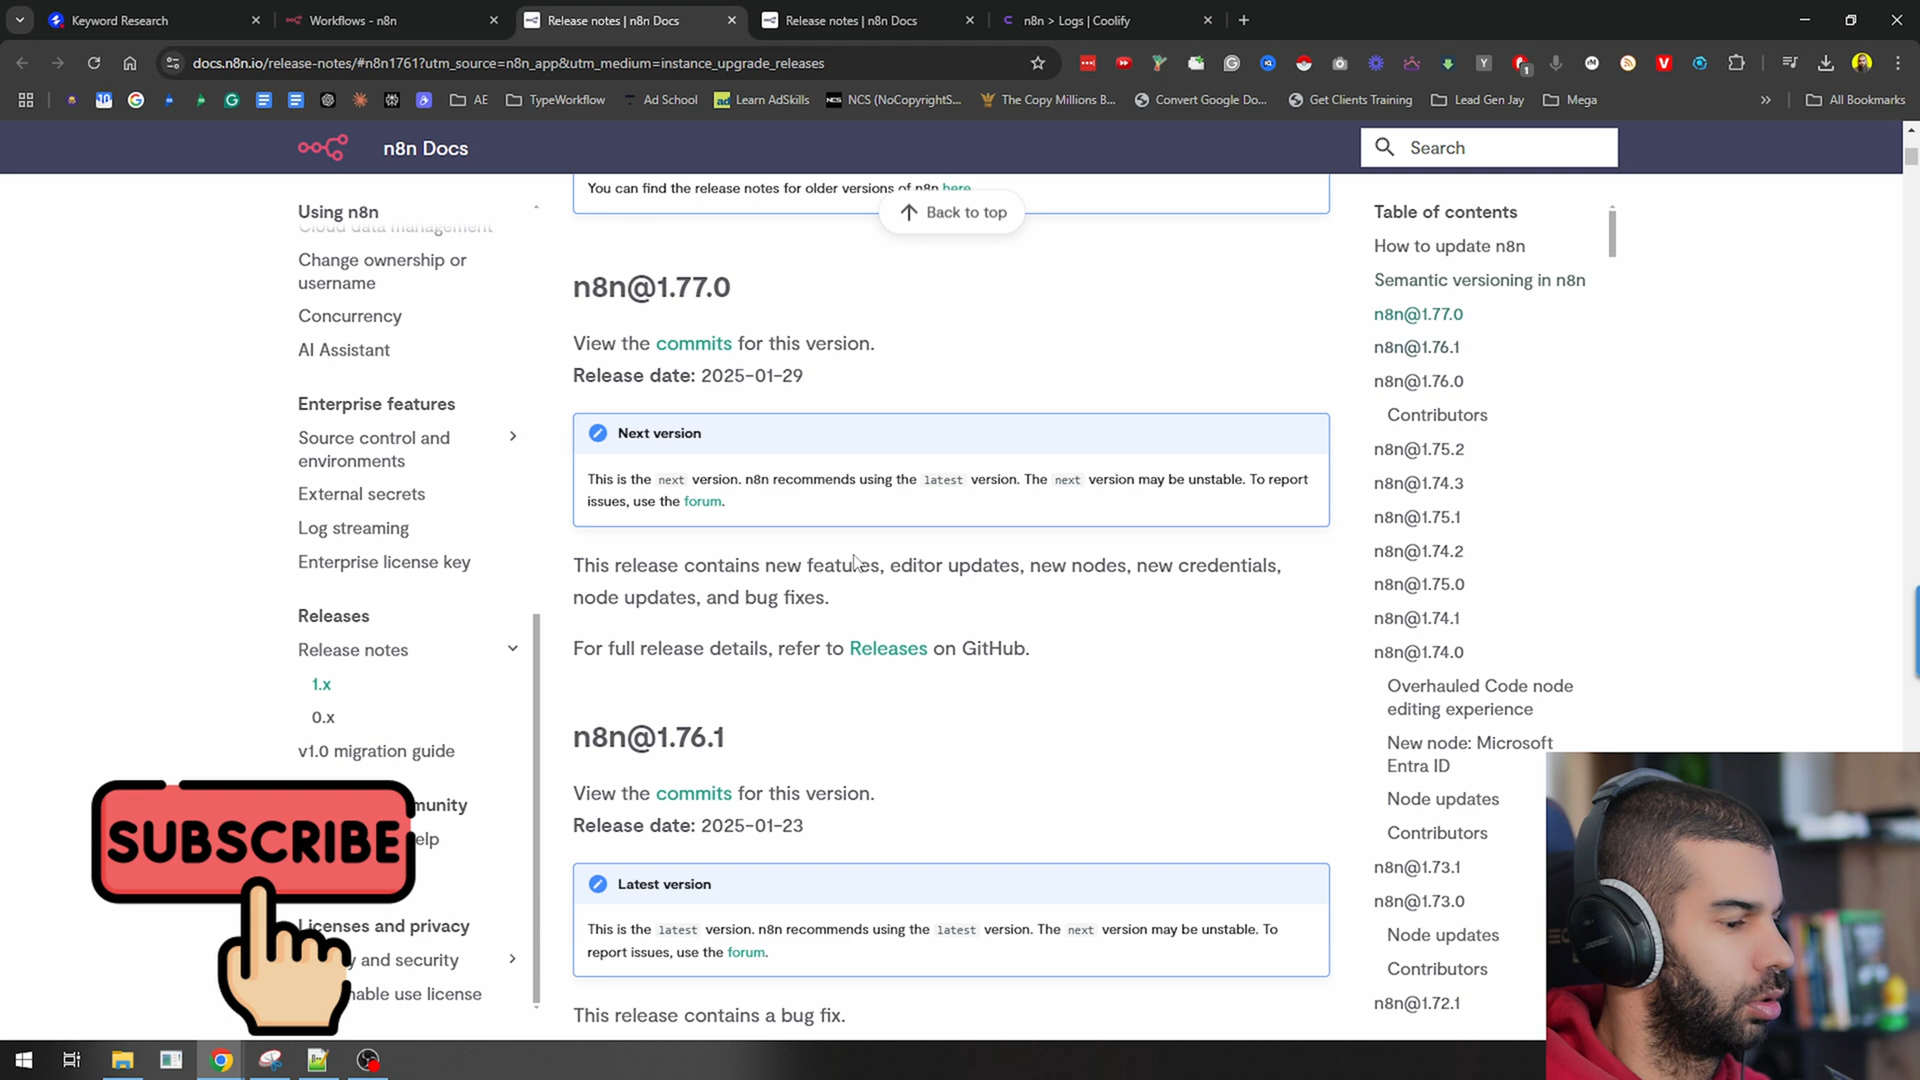 Keyword Research
Workflows - n8n
Release notes | n8n Docs
Release notes | n8n Docs
n8n > Logs | Coolify
docs.n8n.io/release-notes/#n8n1761?utm_source=n8n_app&utm_medium=instance_upgrade_releases
AE
TypeWorkflow
Ad School
Learn AdSkills
NCS (NoCopyrightS...
The Copy Millions B...
Convert Google Do...
Get Clients Training
Lead Gen Jay
Mega
All Bookmarks
n8n Docs
Search
Using n8n
Cloud data management
Change ownership or
username
Concurrency
AI Assistant
Enterprise features
Source control and
environments
External secrets
Log streaming
Enterprise license key
Releases
Release notes
1.x
0.x
v1.0 migration guide
SUBSCRIBE
Licenses and privacy
and security
use license
You can find the release notes for older versions of n8n here
Back to top
n8n@1.77.0
View the commits for this version.
Release date: 2025-01-29
Next version
This is the next version. n8n recommends using the latest version. The next version may be unstable. To report
issues, use the forum.
This release contains new features, editor updates, new nodes, new credentials,
node updates, and bug fixes.
For full release details, refer to Releases on GitHub.
n8n@1.76.1
View the commits for this version.
Release date: 2025-01-23
Latest version
This is the latest version. n8n recommends using the latest version. The next version may be unstable. To
report issues, use the forum.
This release contains a bug fix.
Table of contents
How to update n8n
Semantic versioning in n8n
n8n@1.77.0
n8n@1.76.1
n8n@1.76.0
Contributors
n8n@1.75.2
n8n@1.74.3
n8n@1.75.1
n8n@1.74.2
n8n@1.75.0
n8n@1.74.1
n8n@1.74.0
Overhauled Code node
editing experience
New node: Microsoft
Entra ID
Node updates
Contributors
n8n@1.73.1
n8n@1.73.0
Node updates
Contributors
n8n@1.72.1